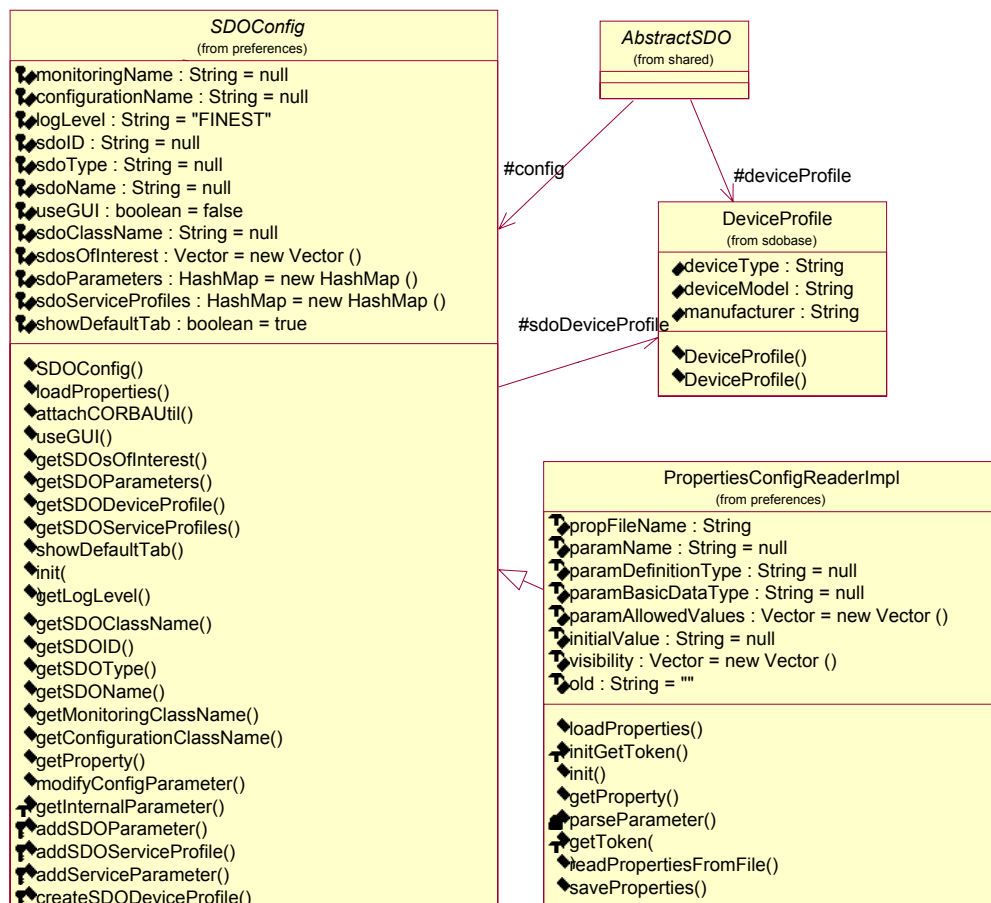 SDOConfig
(from preferences)
monitoringName : String = null
configurationName : String = null
logLevel : String = "FINEST"
sdoID : String = null
sdoType : String = null
sdoName : String = null
useGUI : boolean = false
sdoClassName : String = null
sdosOfInterest : Vector = new Vector ()
sdoParameters : HashMap = new HashMap ()
sdoServiceProfiles : HashMap = new HashMap ()
showDefaultTab : boolean = true
SDOConfig()
loadProperties()
attachCORBAUtil()
useGUI()
getSDOsOfInterest()
getSDOParameters()
getSDODeviceProfile()
getSDOServiceProfiles()
showDefaultTab()
init(
getLogLevel()
getSDOClassName()
getSDOID()
getSDOType()
getSDOName()
getMonitoringClassName()
getConfigurationClassName()
getProperty()
modifyConfigParameter()
getInternalParameter()
addSDOParameter()
addSDOServiceProfile()
addServiceParameter()
createSDODeviceProfile()
AbstractSDO
(from shared)
#config
#deviceProfile
DeviceProfile
(from sdobase)
deviceType : String
deviceModel : String
manufacturer : String
DeviceProfile()
DeviceProfile()
#sdoDeviceProfile
PropertiesConfigReaderImpl
(from preferences)
propFileName : String
paramName : String = null
paramDefinitionType : String = null
paramBasicDataType : String = null
paramAllowedValues : Vector = new Vector ()
initialValue : String = null
visibility : Vector = new Vector ()
old : String = ""
loadProperties()
initGetToken()
init()
getProperty()
parseParameter()
getToken(
readPropertiesFromFile()
saveProperties()